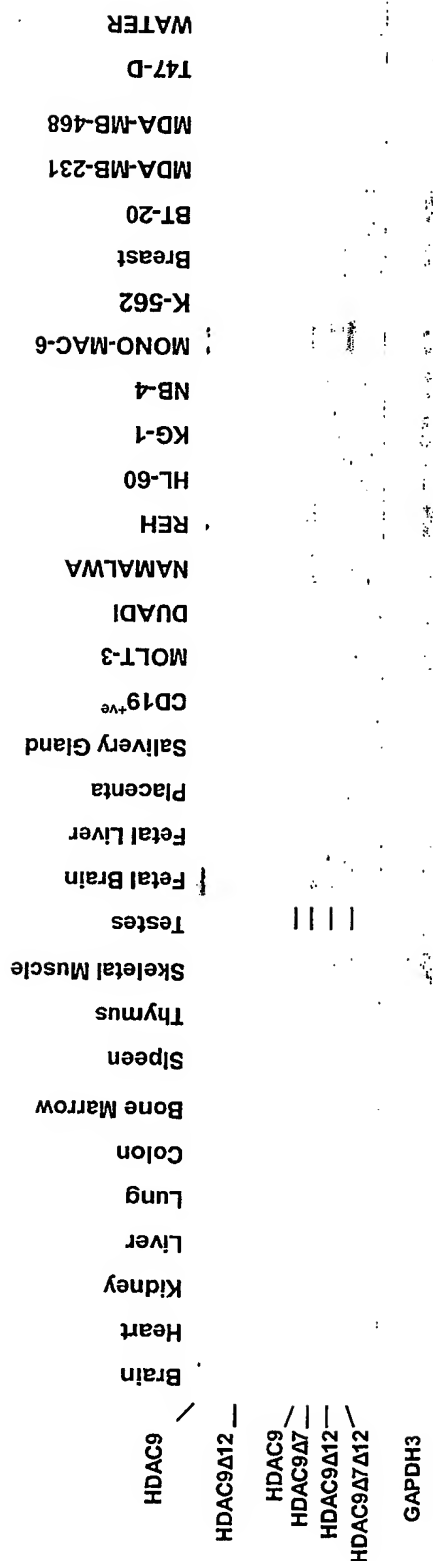 Brain
Heart
Kidney
Liver
Lung
Colon
Bone Marrow
Slpeen
Thymus
Skeletal Muscle
Testes
Fetal Brain
Fetal Liver
Placenta
Salivery Gland
CD19+ve
MOLT-3
DUADI
NAMALWA
REH
HL-60
KG-1
NB-4
MONO-MAC-6
K-562
Breast
BT-20
MDA-MB-231
MDA-MB-468
T47-D
WATER
HDAC9
HDAC9Δ12
HDAC9
HDAC9Δ7
HDAC9Δ12
HDAC9Δ7Δ12
GAPDH3